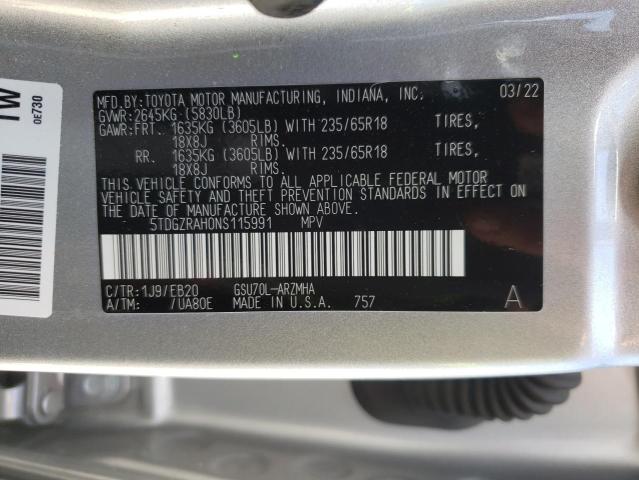 MFD.BY:TOYOTA MOTOR MANUFACTURING, INDIANA, INC. 03/22
GVWR:2645KG (5830LB)
GAWR:FRT. 1635KG (3605LB) WITH 235/65R18 TIRES,
18X8J RIMS.
RR. 1635KG (3605LB) WITH 235/65R18 TIRES,
18X8J RIMS.
THIS VEHICLE CONFORMS TO ALL APPLICABLE FEDERAL MOTOR
VEHICLE SAFETY AND THEFT PREVENTION STANDARDS IN EFFECT ON
THE DATE OF MANUFACTURE SHOWN ABOVE.
5TDGZRAH0NS115991 MPV
C/TR:1J9/EB20 GSU70L-ARZMHA
A/TM: /UA80E MADE IN U.S.A. 757 A
1W
0E730